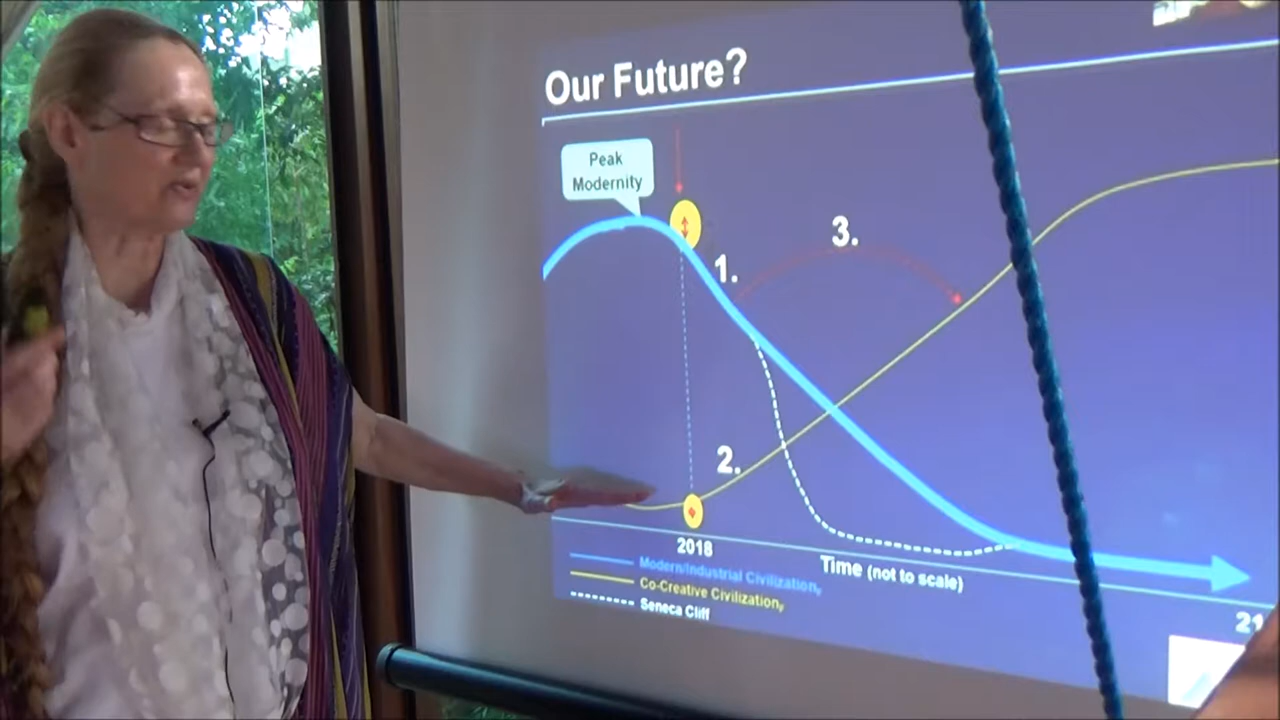 Our Future?
Peak
Modernity
1.
3.
2.
2018
Time (not to scale)
Modern/Industrial Civilization
Co-Creative Civilization
Seneca Cliff